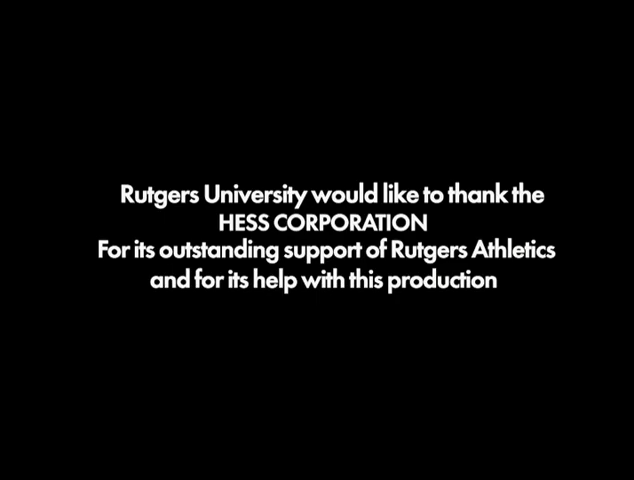 Rutgers University would like to thank the
HESS CORPORATION
For its outstanding support of Rutgers Athletics
and for its help with this production